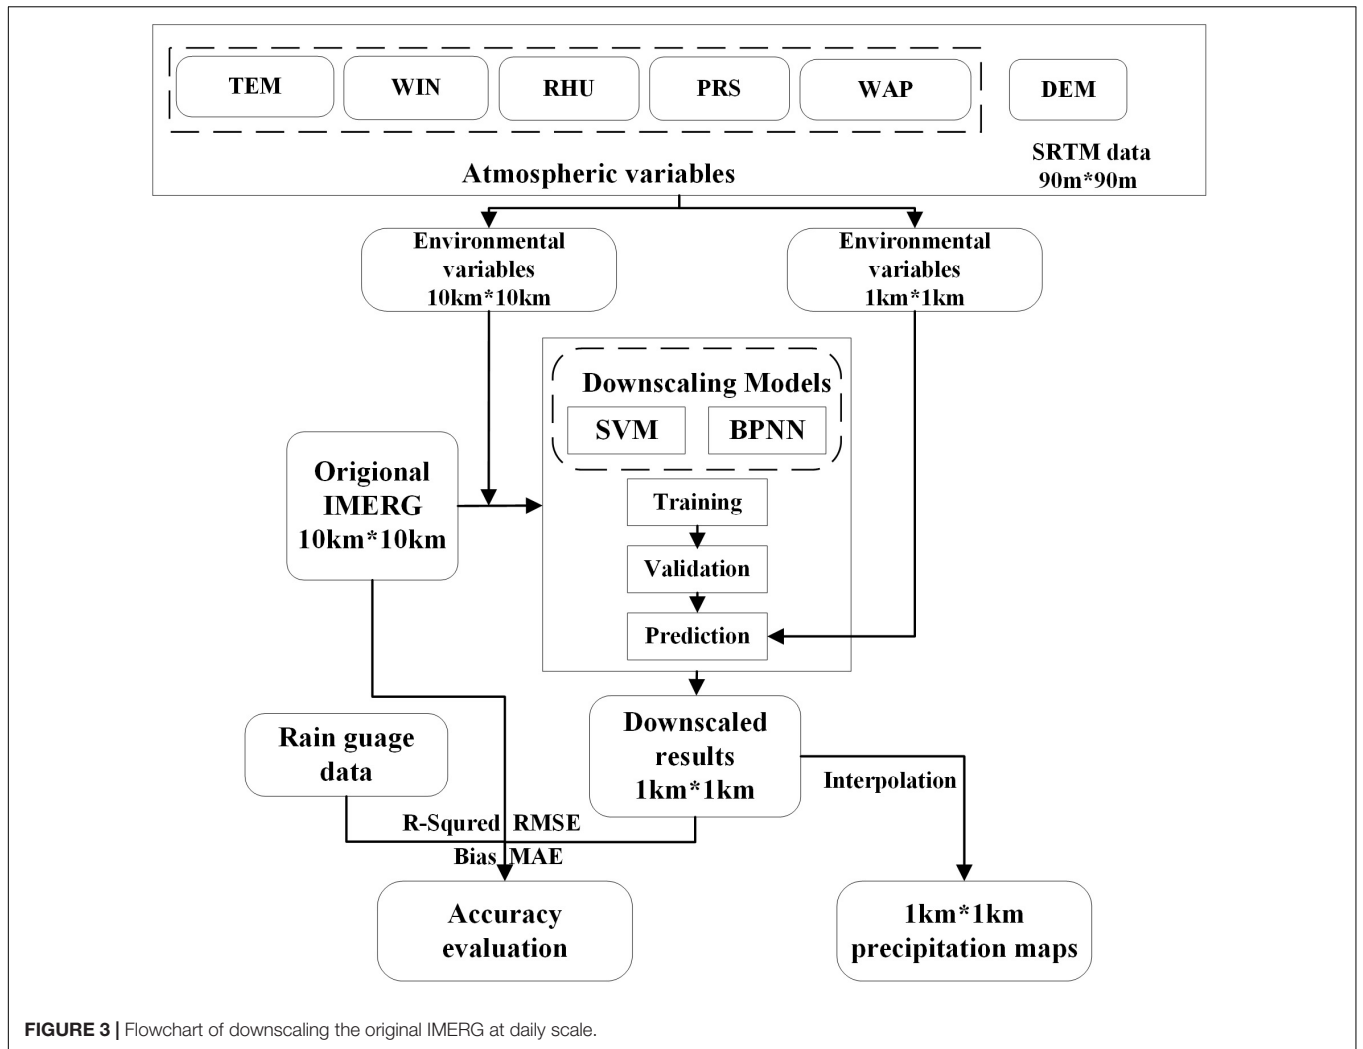 TEM
WIN
RHU
PRS
WAP
DEM
SRTM data
90m*90m
Atmospheric variables
Environmental
variables
10km*10km
Environmental
variables
1km*1km
Downscaling Models
SVM
BPNN
Origional
IMERG
10km*10km
Training
Validation
Prediction
Rain guage
data
Downscaled
results
1km*1km
Interpolation
R-Squred RMSE
Bias MAE
Accuracy
evaluation
1km*1km
precipitation maps
FIGURE 3 | Flowchart of downscaling the original IMERG at daily scale.